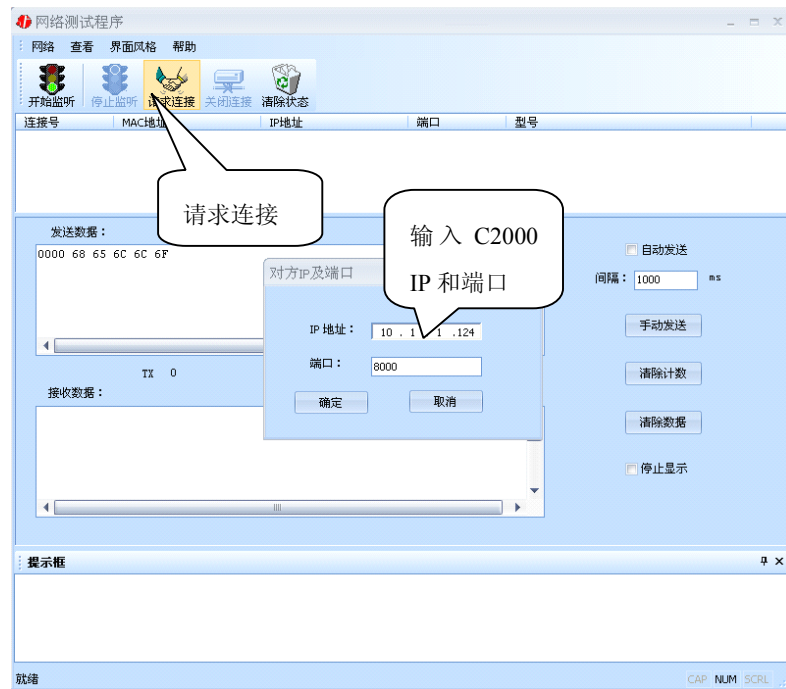 网络测试程序
网络 查看 界面风格 帮助
开始监听 停止监听 请求连接 关闭连接 清除状态
连接号 MAC地址 IP地址 端口 型号
请求连接
输入 C2000
IP 和端口
发送数据：
0000 68 65 6C 6C 6F
自动发送
间隔： 1000 ms
对方IP及端口
IP 地址： 10 . 1 . 1 .124
端口： 8000
确定 取消
手动发送
TX 0
清除计数
接收数据：
清除数据
停止显示
提示框
就绪
CAP NUM SCRL